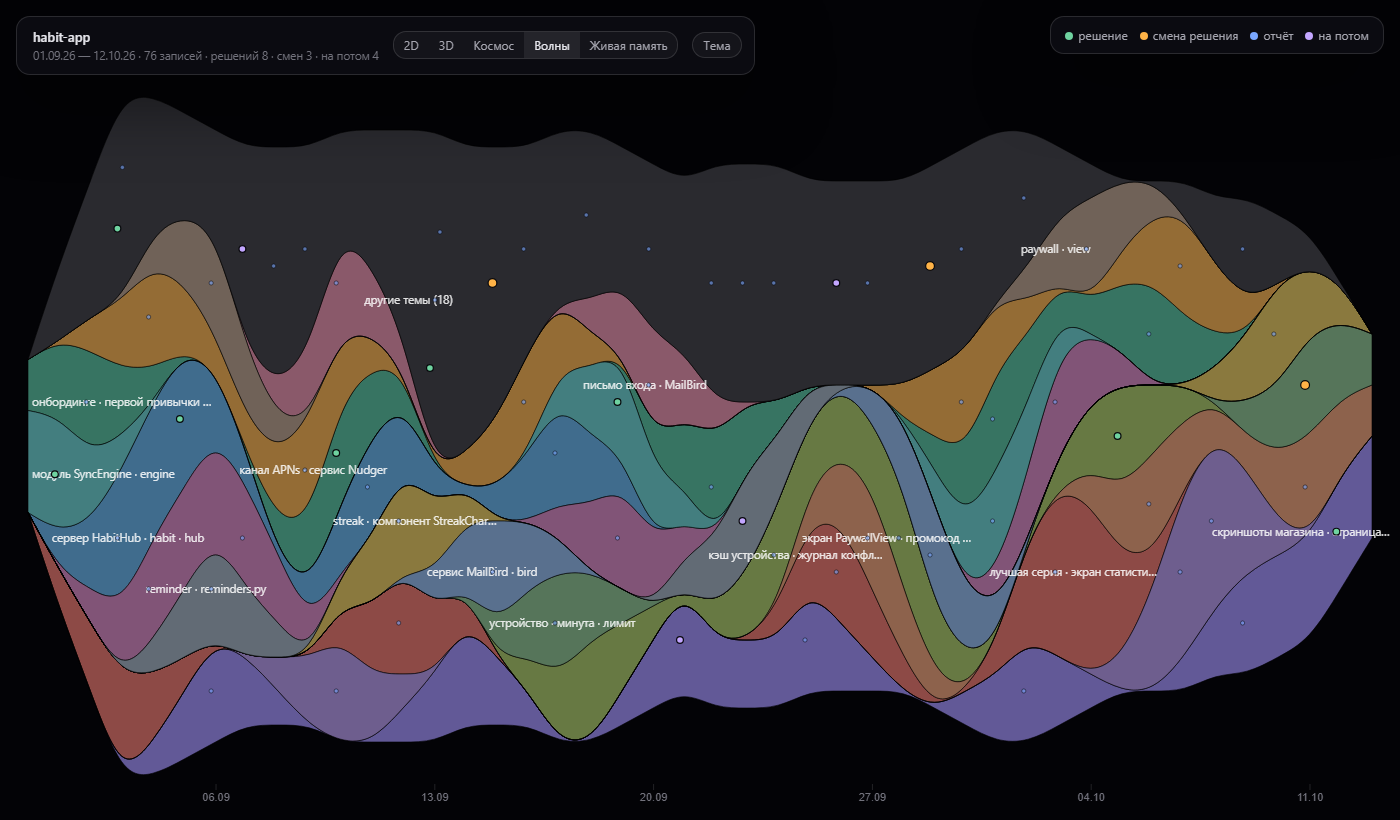 habit-app
01.09.26 — 12.10.26 · 76 записей · решений 8 · смен 3 · на потом 4
2D 3D Космос Волны Живая память Тема
решение смена решения отчёт на потом
paywall · view
другие темы (18)
письмо входа · MailBird
онбординге · первой привычки ...
канал APNs · сервис Nudger
модель SyncEngine · engine
streak · компонент StreakChar...
сервер HabitHub · habit · hub
экран PaywallView · промокод ...
скриншоты магазина · страница...
кэш устройства · журнал конфл...
сервис MailBird · bird
лучшая серия · экран статисти...
reminder · reminders.py
устройство · минута · лимит
06.09 13.09 20.09 27.09 04.10 11.10